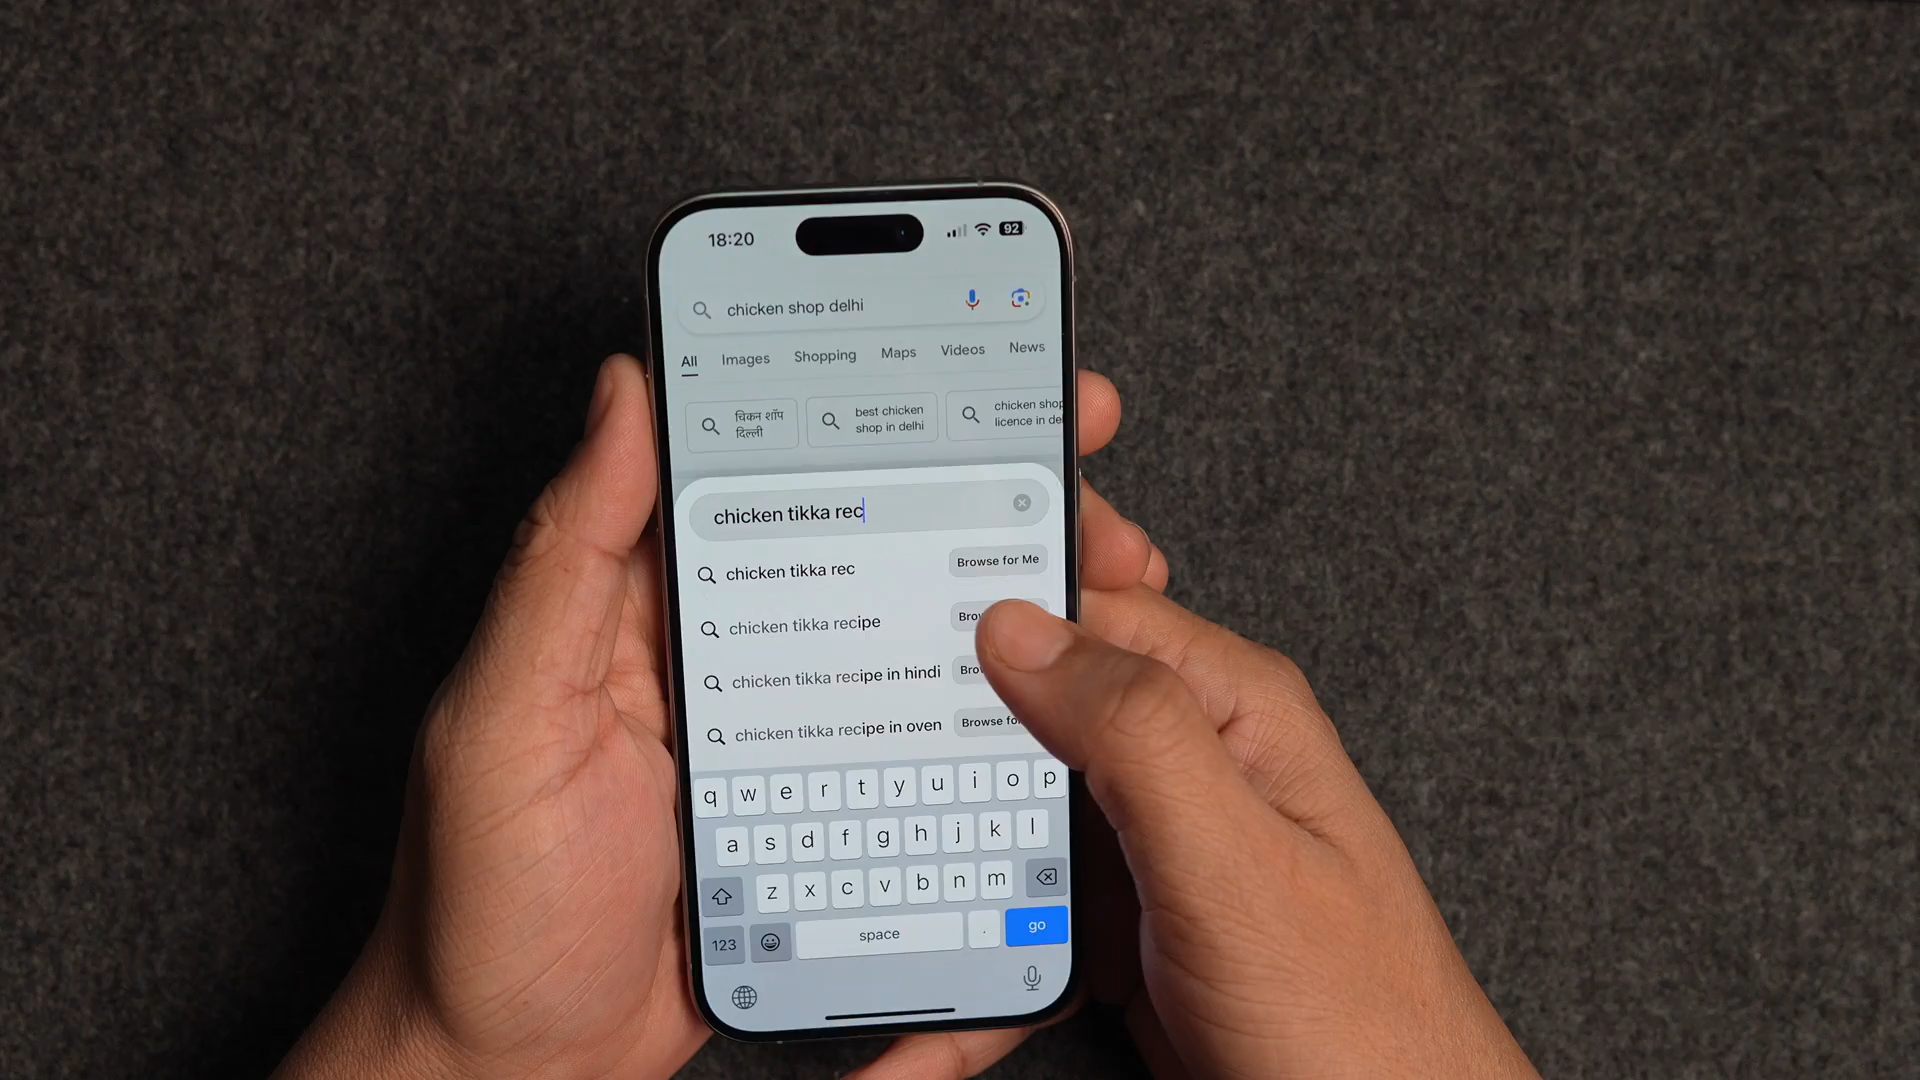 18:20
92
chicken shop delhi
All Images Shopping Maps Videos News
चिकन शॉप
दिल्ली
best chicken
shop in delhi
chicken shop
licence in de
chicken tikka rec
chicken tikka rec Browse for Me
chicken tikka recipe Brow
chicken tikka recipe in hindi Bro
chicken tikka recipe in oven Browse fo
q w e r t y u i o p
a s d f g h j k l
z x c v b n m
123 space . go